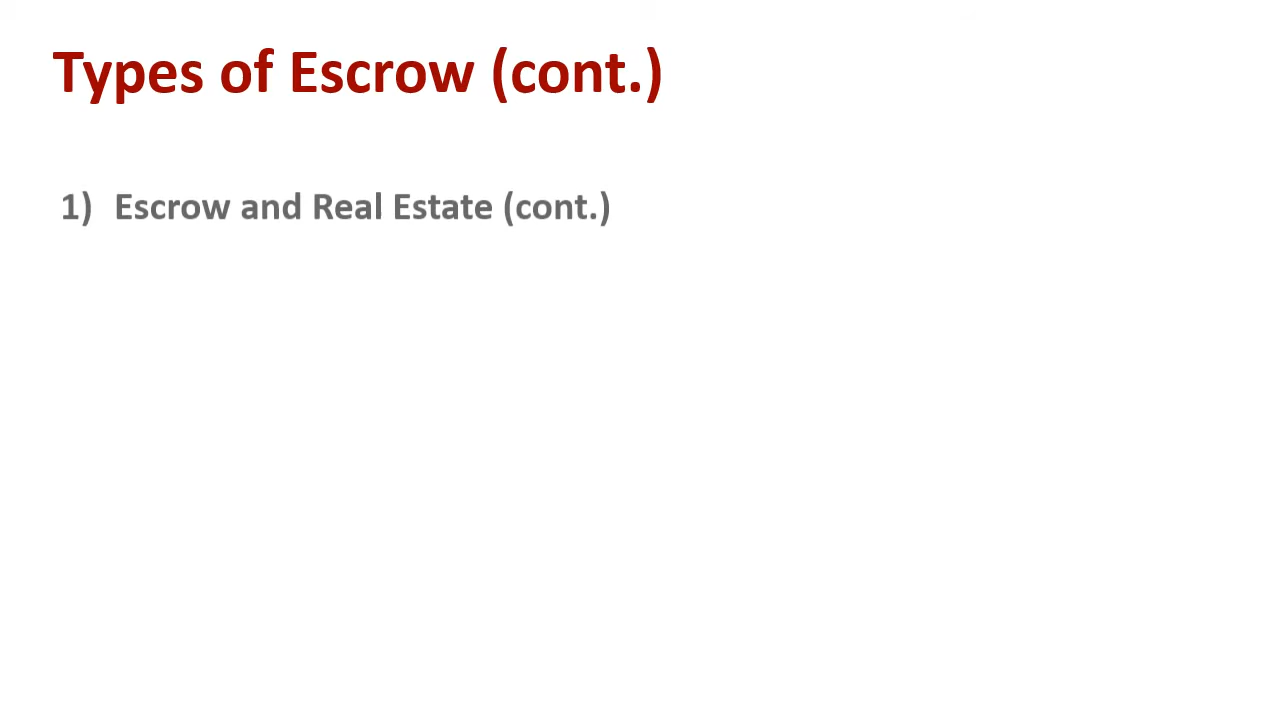 Types of Escrow (cont.)
1) Escrow and Real Estate (cont.)